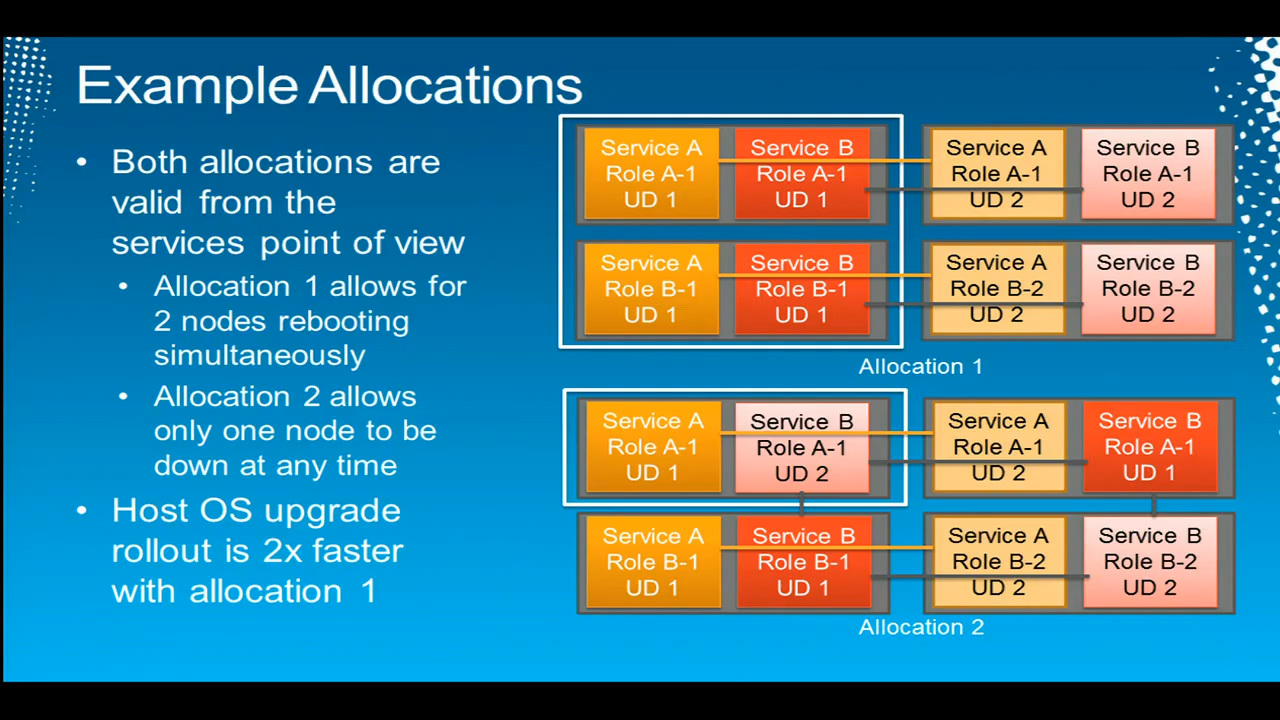 Example Allocations
• Both allocations are
valid from the
services point of view
• Allocation 1 allows for
2 nodes rebooting
simultaneously
• Allocation 2 allows
only one node to be
down at any time
• Host OS upgrade
rollout is 2x faster
with allocation 1
Service A
Role A-1
UD 1
Service B
Role A-1
UD 1
Service A
Role A-1
UD 2
Service B
Role A-1
UD 2
Service A
Role B-1
UD 1
Service B
Role B-1
UD 1
Service A
Role B-2
UD 2
Service B
Role B-2
UD 2
Allocation 1
Service A
Role A-1
UD 1
Service B
Role A-1
UD 2
Service A
Role A-1
UD 2
Service B
Role A-1
UD 1
Service A
Role B-1
UD 1
Service B
Role B-1
UD 1
Service A
Role B-2
UD 2
Service B
Role B-2
UD 2
Allocation 2